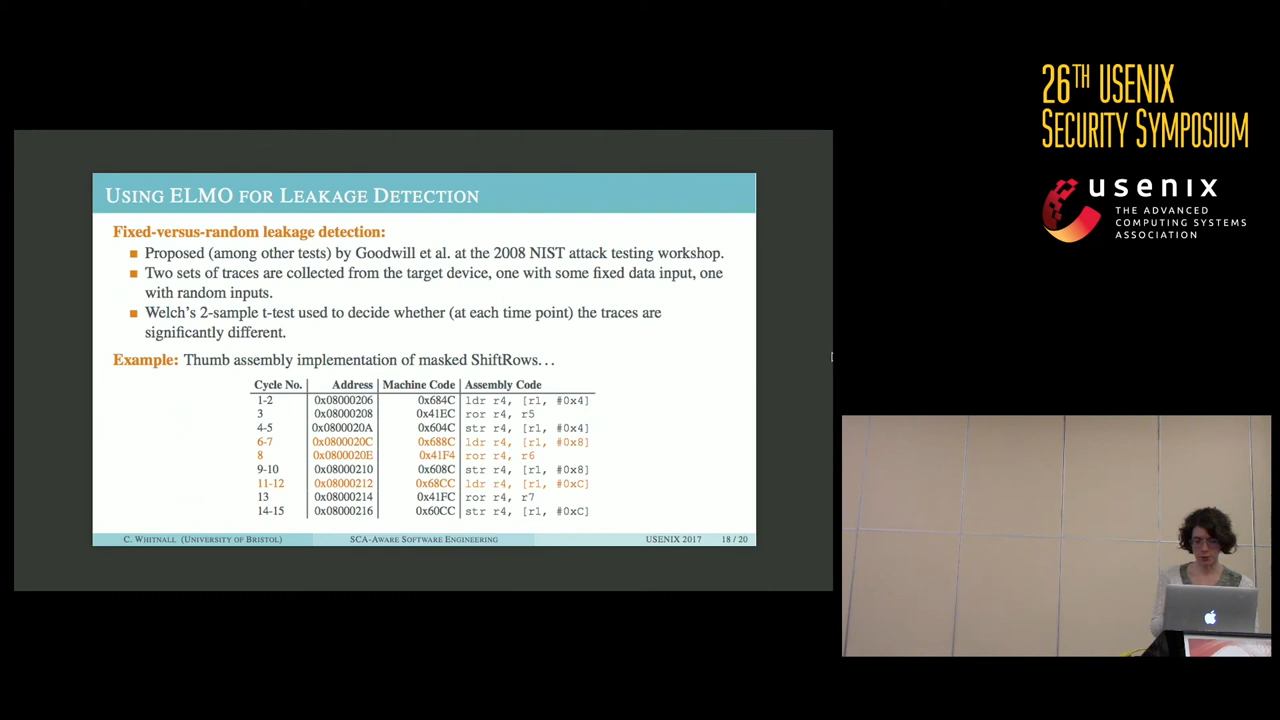 26TH USENIX
SECURITY SYMPOSIUM
usenix
THE ADVANCED
COMPUTING SYSTEMS
ASSOCIATION
USING ELMO FOR LEAKAGE DETECTION
Fixed-versus-random leakage detection:
Proposed (among other tests) by Goodwill et al. at the 2008 NIST attack testing workshop.
Two sets of traces are collected from the target device, one with some fixed data input, one
with random inputs.
Welch's 2-sample t-test used to decide whether (at each time point) the traces are
significantly different.
Example: Thumb assembly implementation of masked ShiftRows...
Cycle No. Address Machine Code Assembly Code
1-2 0x08000206 0x684C ldr r4, [r1, #0x4]
3 0x08000208 0x41EC ror r4, r5
4-5 0x0800020A 0x604C str r4, [r1, #0x4]
6-7 0x0800020C 0x688C ldr r4, [r1, #0x8]
8 0x0800020E 0x41F4 ror r4, r6
9-10 0x08000210 0x608C str r4, [r1, #0x8]
11-12 0x08000212 0x68CC ldr r4, [r1, #0xC]
13 0x08000214 0x41FC ror r4, r7
14-15 0x08000216 0x60CC str r4, [r1, #0xC]
C. WHITNALL (UNIVERSITY OF BRISTOL) SCA-AWARE SOFTWARE ENGINEERING USENIX 2017 18 / 20